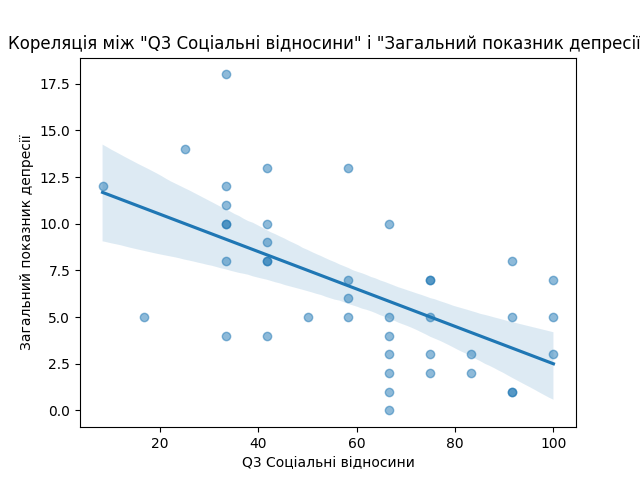 Кореляція між "Q3 Соціальні відносини" і "Загальний показник депресії
17.5
15.0
12.5
10.0
7.5
5.0
2.5
0.0
Загальний показник депресії
20 40 60 80 100
Q3 Соціальні відносини